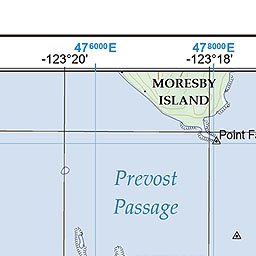 476000E
478000E
-123°20'
-123°18'
MORESBY
ISLAND
Point Fa
Prevost
Passage